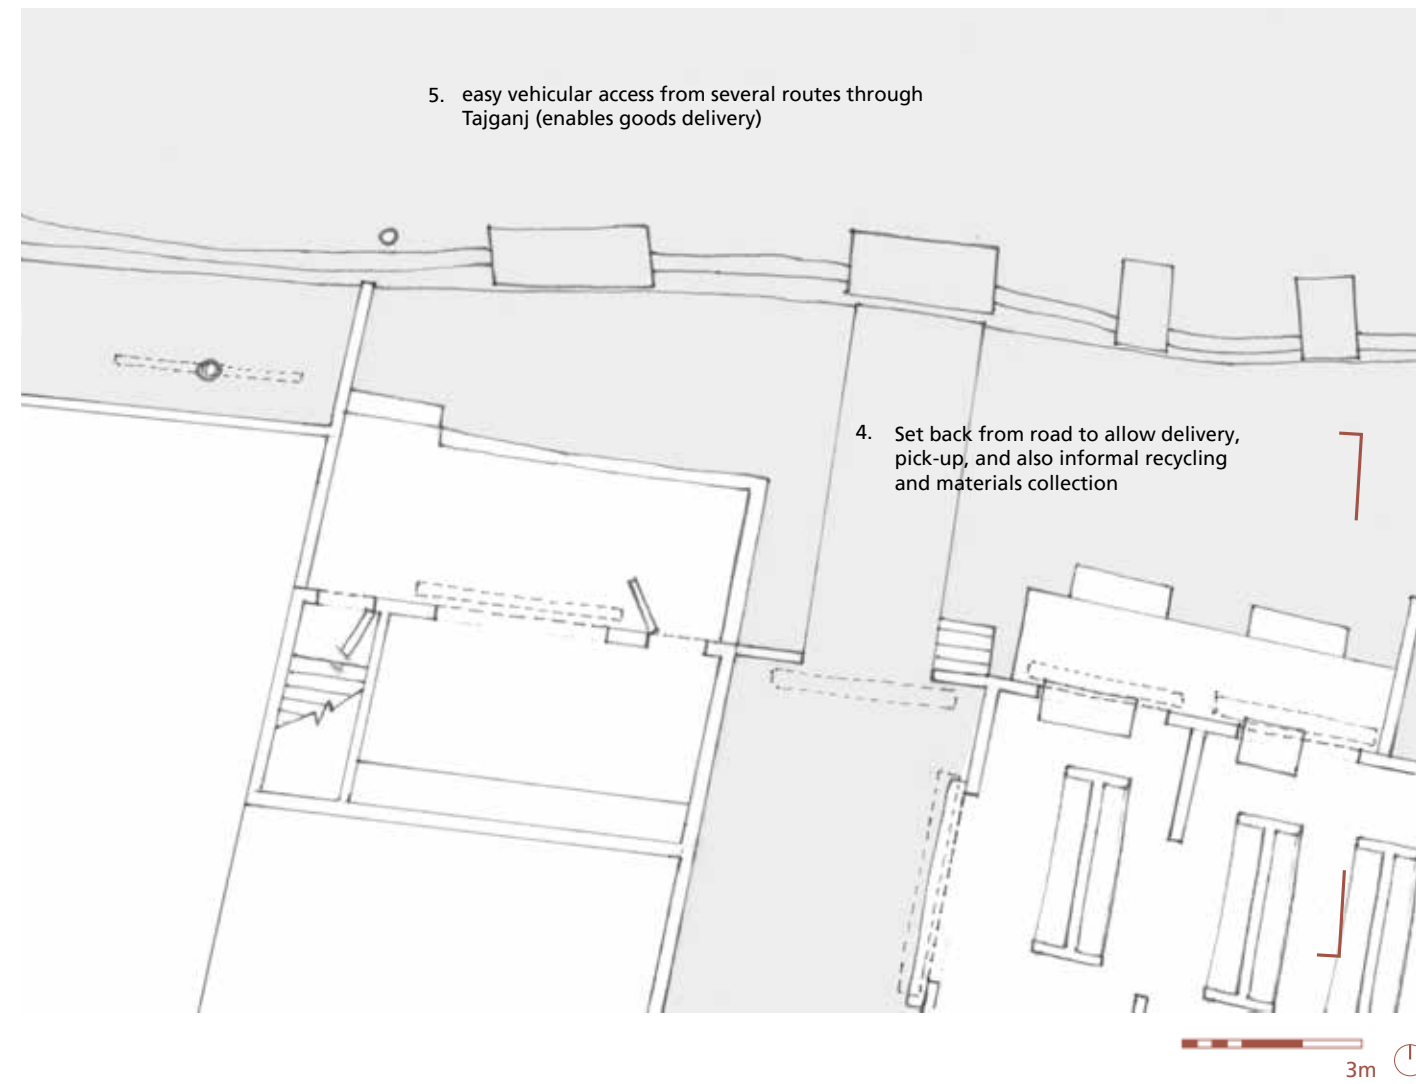 5. easy vehicular access from several routes through
Tajganj (enables goods delivery)
4. Set back from road to allow delivery,
pick-up, and also informal recycling
and materials collection
3m